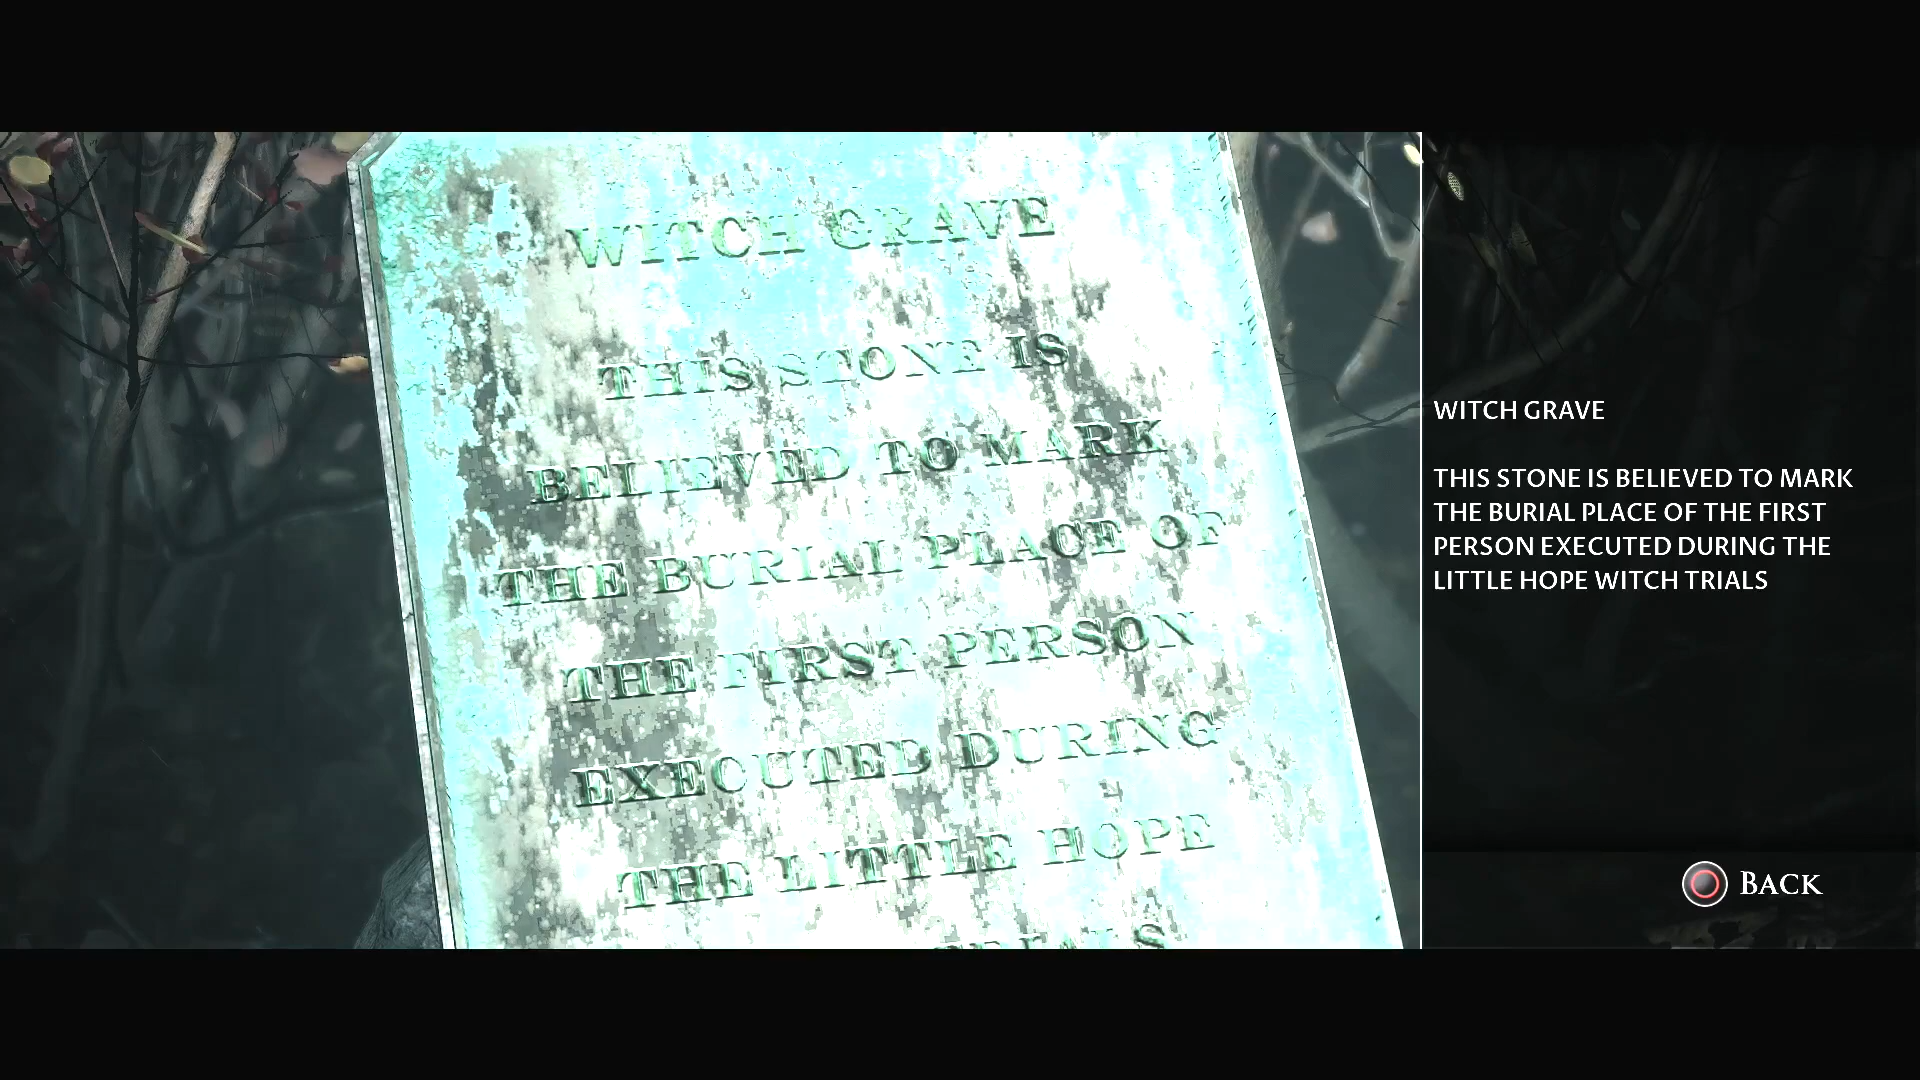 WITCH GRAVE
THIS STONE IS
BELIEVED TO MARK
THE BURIAL PLACE OF
THE FIRST PERSON
EXECUTED DURING
THE LITTLE HOPE
TRIALS
WITCH GRAVE
THIS STONE IS BELIEVED TO MARK
THE BURIAL PLACE OF THE FIRST
PERSON EXECUTED DURING THE
LITTLE HOPE WITCH TRIALS
BACK